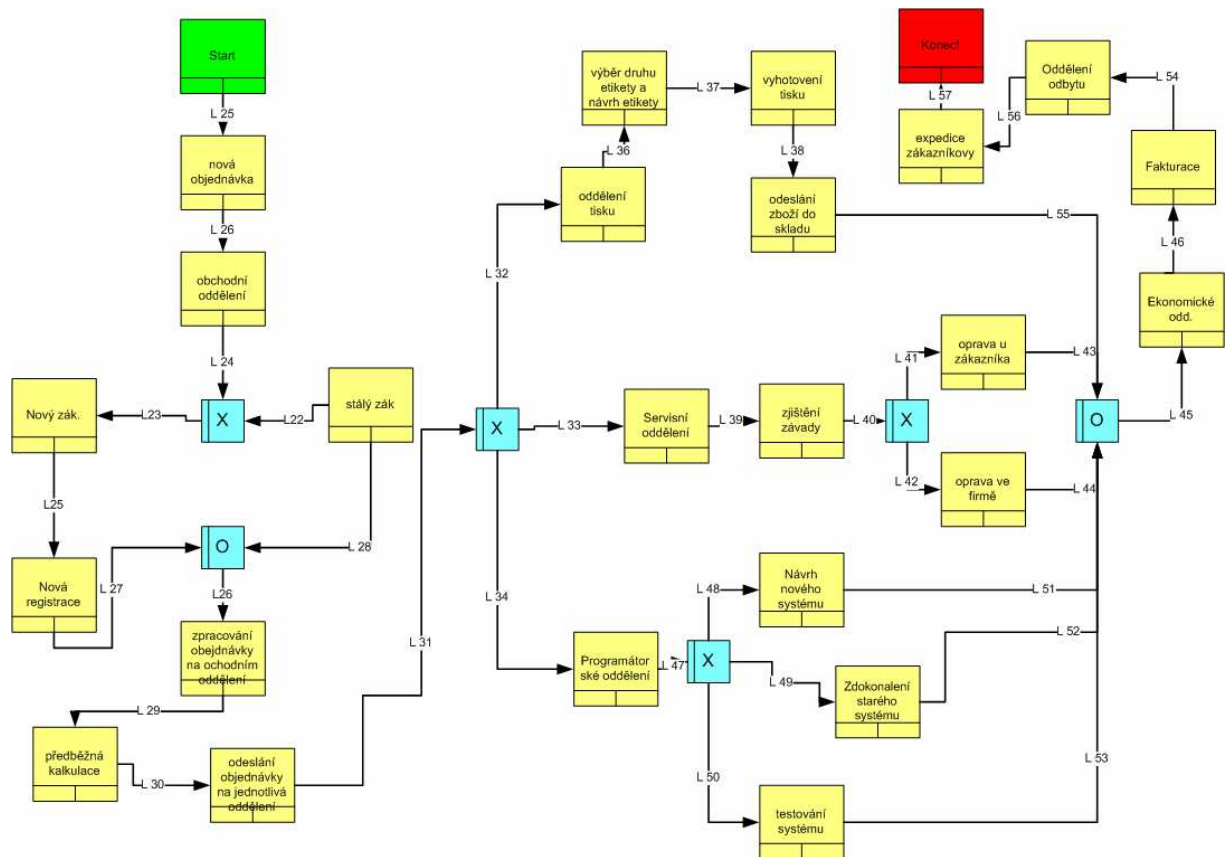 Start
L 25
nová
objednávka
L 26
obchodní
oddělení
L 24
Nový zák.
L23
X
L22
stálý zák
L25
O
L 28
Nová
registrace
L 27
L26
zpracování
obejdnávky
na ochodním
oddělení
L 29
předběžná
kalkulace
L 30
odeslání
objednávky
na jednotlivá
oddělení
L 31
X
L 32
L 33
L 34
oddělení
tisku
L 36
výběr druhu
etikety a
návrh etikety
L 37
vyhotovení
tisku
L 38
odeslání
zboží do
skladu
L 55
Servisní
oddělení
L 39
zjištění
závady
L 40
X
L 41
oprava u
zákazníka
L 43
L 42
oprava ve
firmě
L 44
Programátor
ské oddělení
L 47
X
L 48
Návrh
nového
systému
L 51
L 49
Zdokonalení
starého
systému
L 52
L 50
testování
systému
L 53
O
L 45
Ekonomické
odd.
L 46
Fakturace
L 54
Oddělení
odbytu
L 56
expedice
zákazníkovy
L 57
Konec!